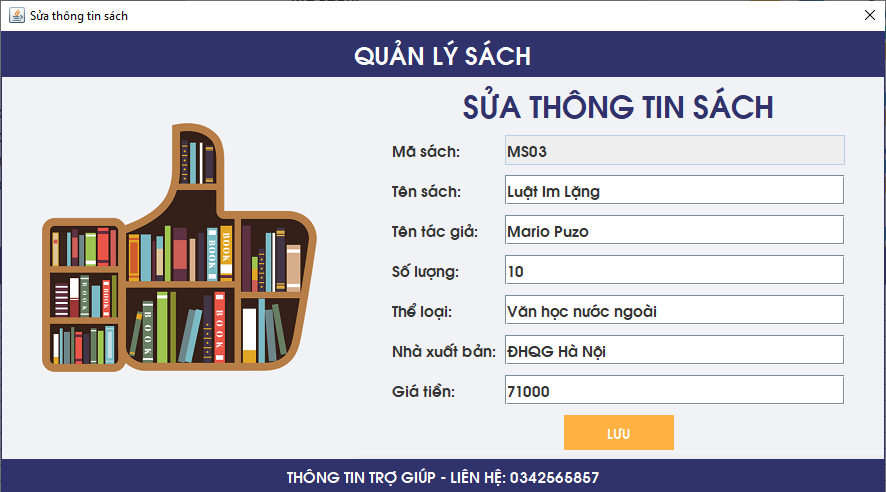 Sửa thông tin sách
QUẢN LÝ SÁCH
SỬA THÔNG TIN SÁCH
Mã sách: MS03
Tên sách: Luật Im Lặng
Tên tác giả: Mario Puzo
Số lượng: 10
Thể loại: Văn học nước ngoài
Nhà xuất bản: ĐHQG Hà Nội
Giá tiền: 71000
LƯU
BOOK
BOOK
BOOK
BOOK
BOOK
BOOK
THÔNG TIN TRỢ GIÚP - LIÊN HỆ: 0342565857